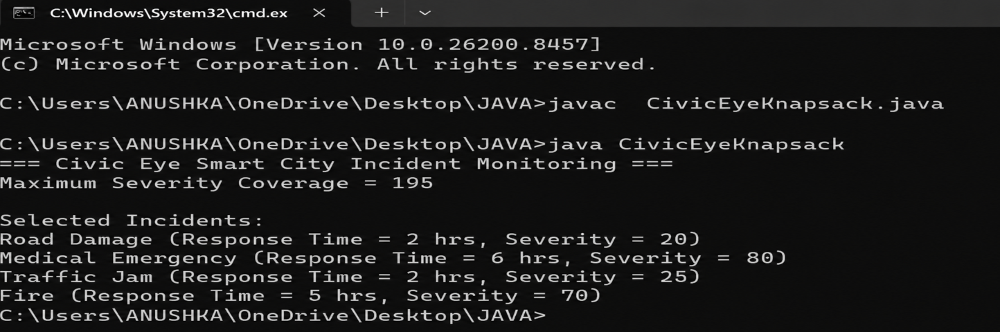 C:\Windows\System32\cmd.ex
Microsoft Windows [Version 10.0.26200.8457]
(c) Microsoft Corporation. All rights reserved.
C:\Users\ANUSHKA\OneDrive\Desktop\JAVA>javac  CivicEyeKnapsack.java
C:\Users\ANUSHKA\OneDrive\Desktop\JAVA>java CivicEyeKnapsack
=== Civic Eye Smart City Incident Monitoring ===
Maximum Severity Coverage = 195
Selected Incidents:
Road Damage (Response Time = 2 hrs, Severity = 20)
Medical Emergency (Response Time = 6 hrs, Severity = 80)
Traffic Jam (Response Time = 2 hrs, Severity = 25)
Fire (Response Time = 5 hrs, Severity = 70)
C:\Users\ANUSHKA\OneDrive\Desktop\JAVA>